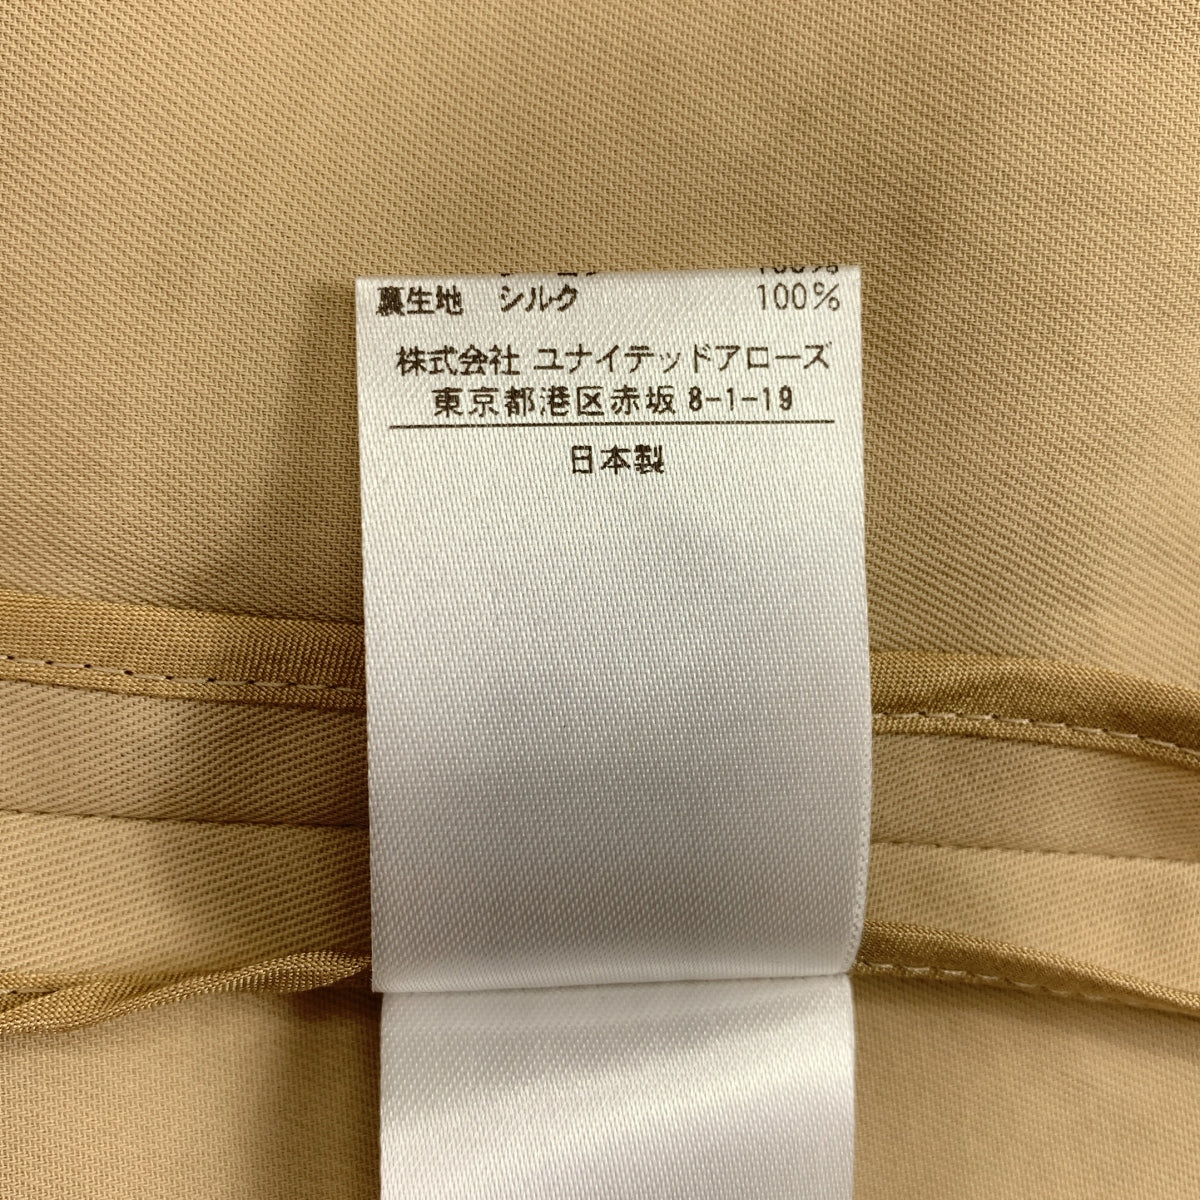 100%
裏生地 シルク 100%
株式会社 ユナイテッドアローズ
東京都港区赤坂 8-1-19
日本製